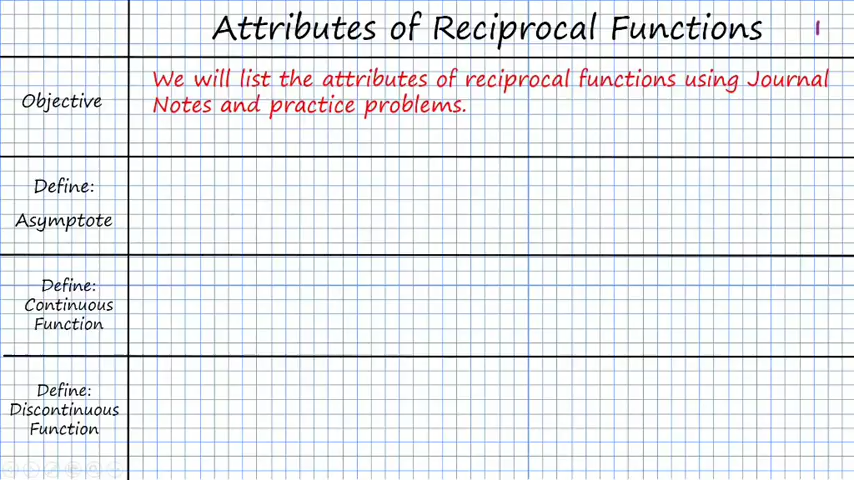 Attributes of Reciprocal Functions 1
Objective
We will list the attributes of reciprocal functions using Journal
Notes and practice problems.
Define:
Asymptote
Define:
Continuous
Function
Define:
Discontinuous
Function